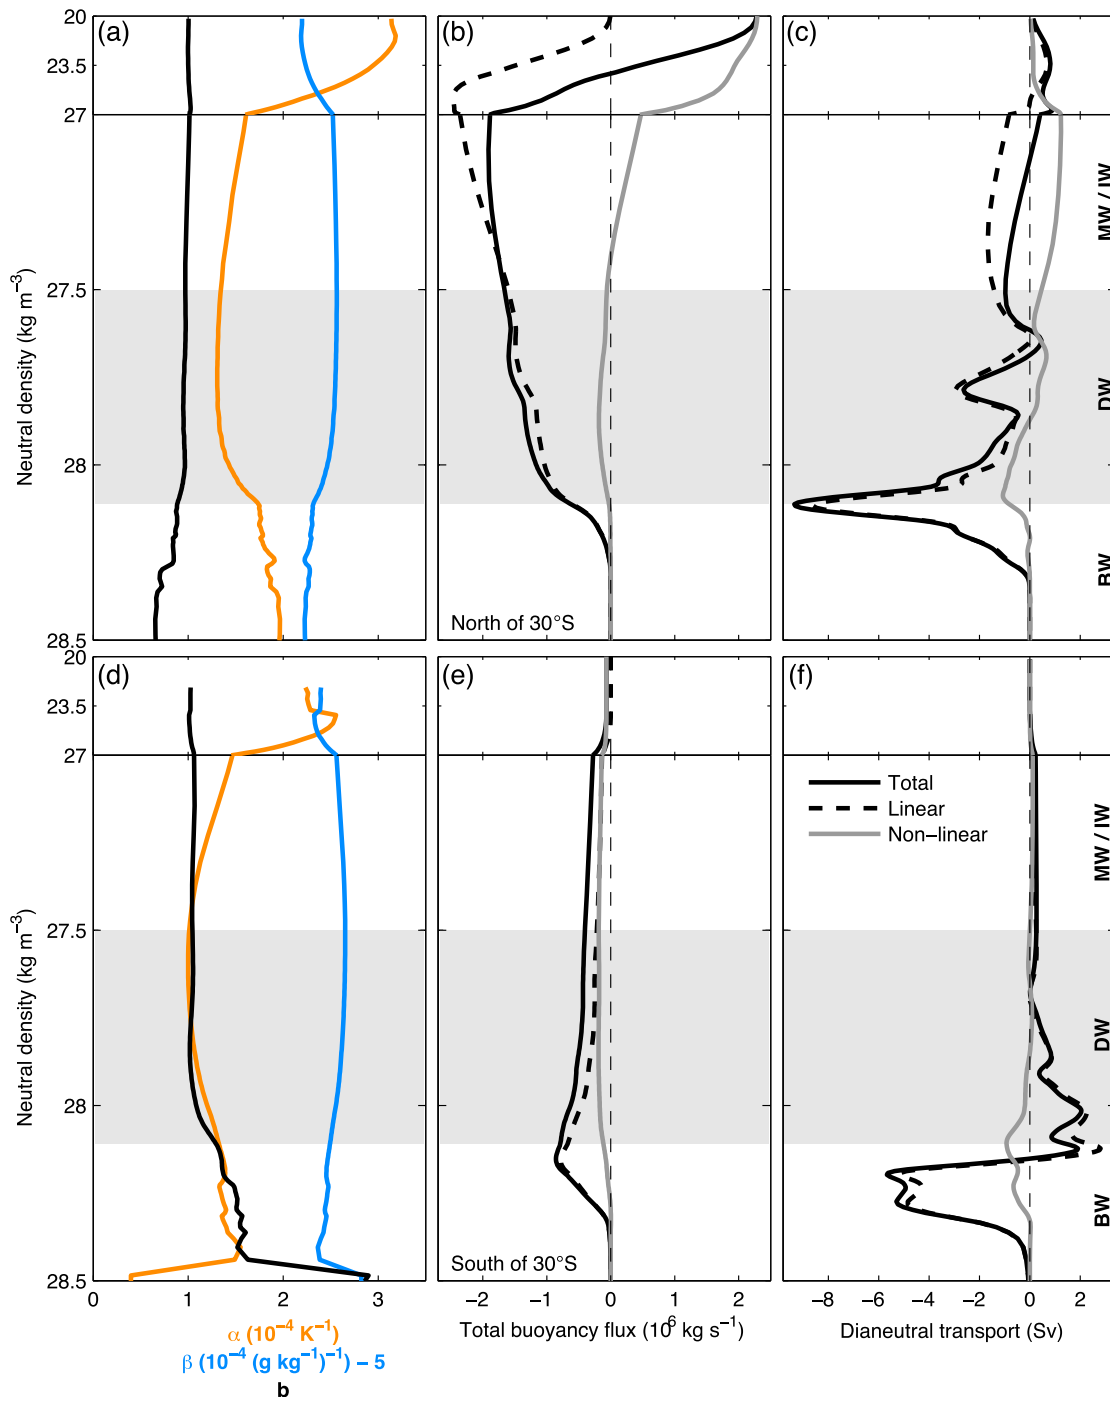 (a)
(b)
(c)
20
23.5
27
27.5
28
28.5
Neutral density (kg m⁻³)
North of 30°S
MW / IW
DW
BW
(d)
(e)
(f)
20
23.5
27
27.5
28
28.5
Neutral density (kg m⁻³)
South of 30°S
Total
Linear
Non−linear
MW / IW
DW
BW
0 1 2 3
−2 −1 0 1 2
−8 −6 −4 −2 0 2
α (10⁻⁴ K⁻¹)
β (10⁻⁴ (g kg⁻¹)⁻¹) − 5
b
Total buoyancy flux (10⁶ kg s⁻¹)
Dianeutral transport (Sv)